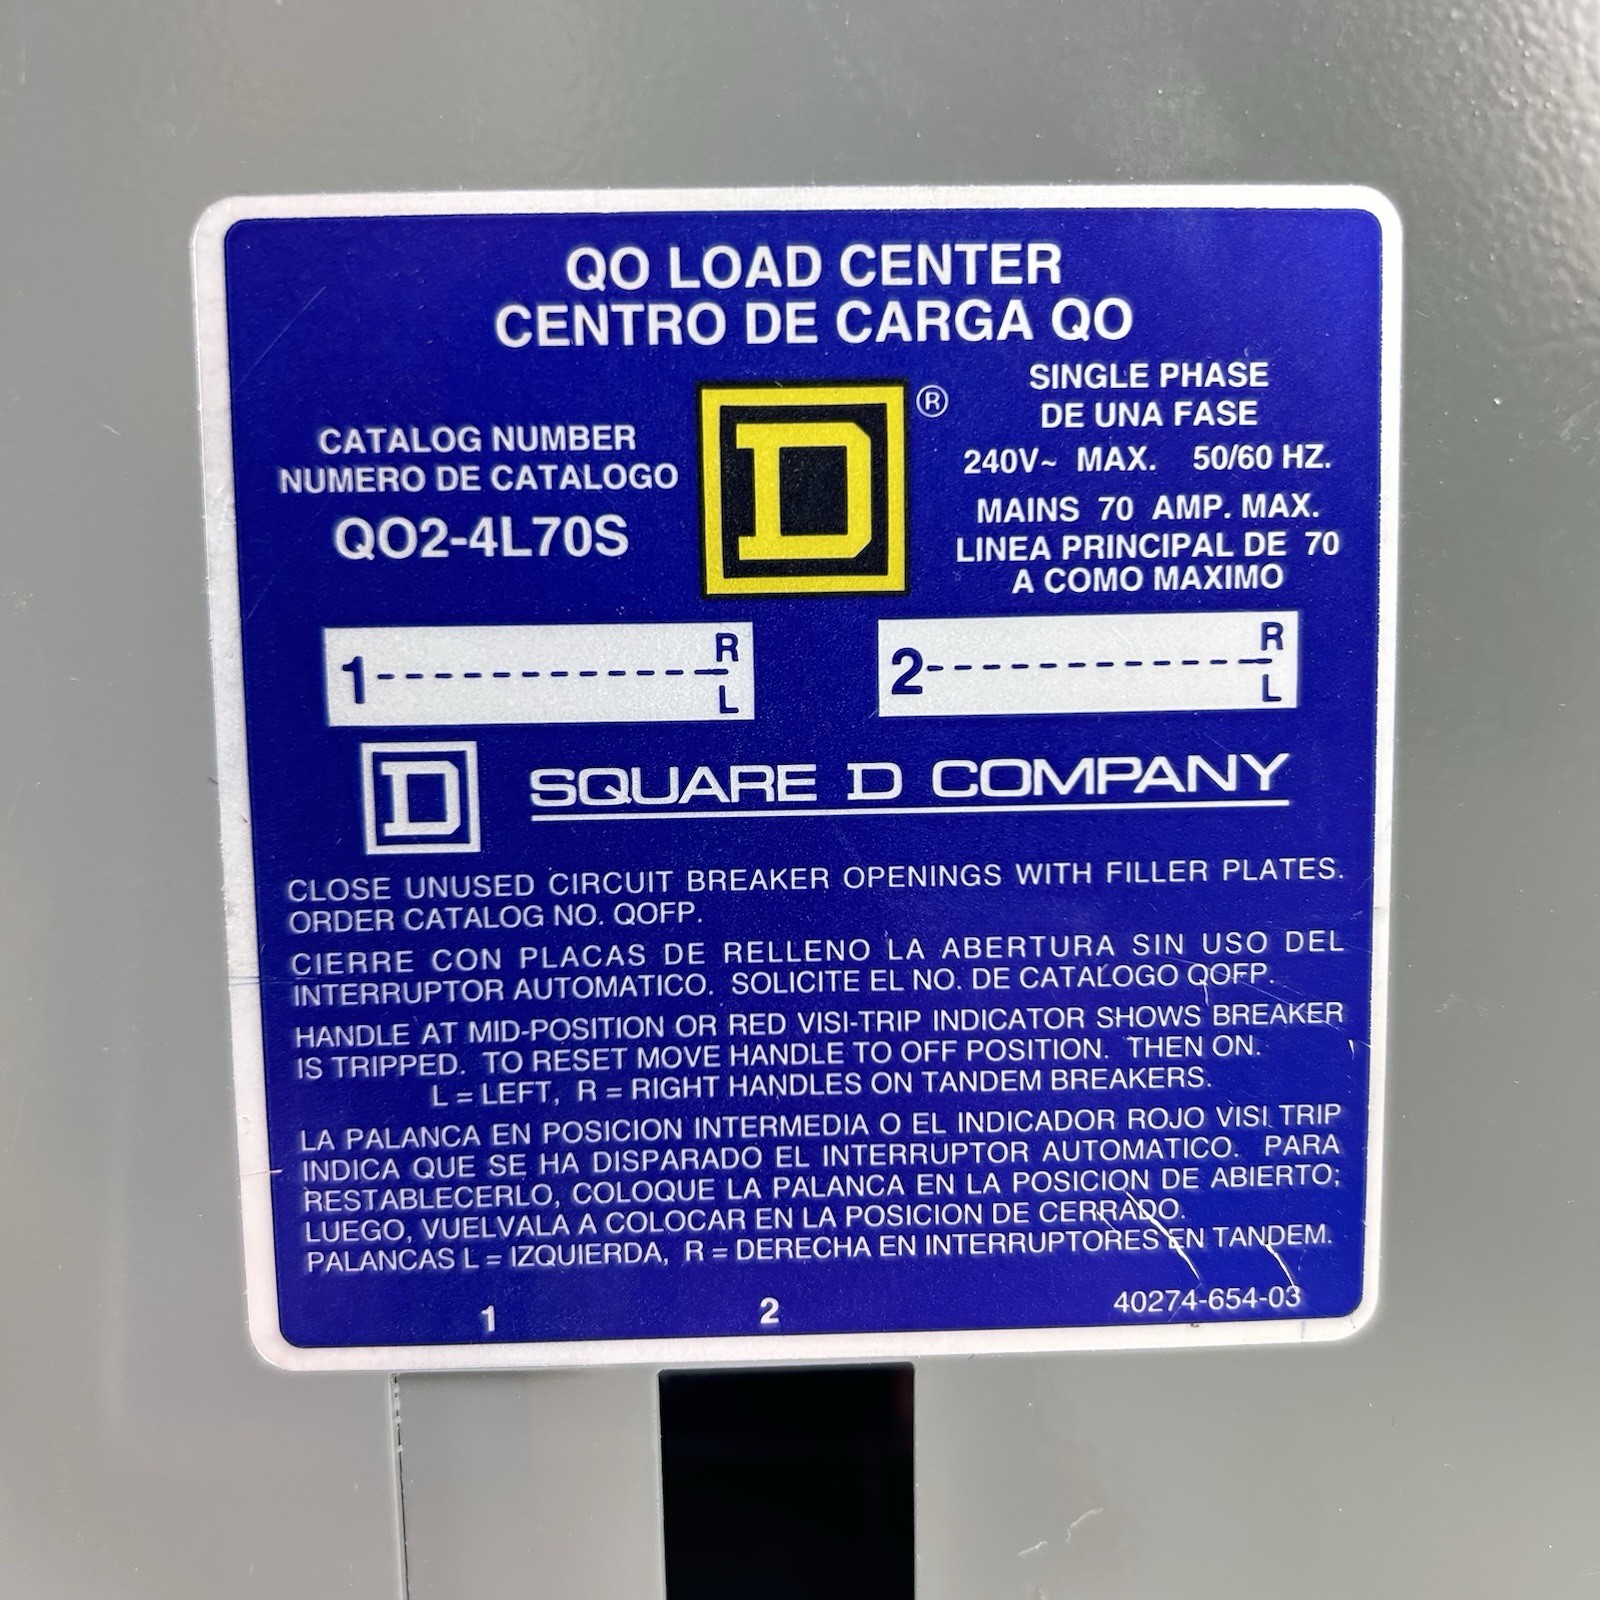 QO LOAD CENTER
CENTRO DE CARGA QO
CATALOG NUMBER
NUMERO DE CATALOGO
QO2-4L70S
D
®
SINGLE PHASE
DE UNA FASE
240V~ MAX. 50/60 HZ.
MAINS 70 AMP. MAX.
LINEA PRINCIPAL DE 70
A COMO MAXIMO
1 R
L
2 R
L
D SQUARE D COMPANY
CLOSE UNUSED CIRCUIT BREAKER OPENINGS WITH FILLER PLATES.
ORDER CATALOG NO. QOFP.
CIERRE CON PLACAS DE RELLENO LA ABERTURA SIN USO DEL
INTERRUPTOR AUTOMATICO. SOLICITE EL NO. DE CATALOGO QOFP.
HANDLE AT MID-POSITION OR RED VISI-TRIP INDICATOR SHOWS BREAKER
IS TRIPPED. TO RESET MOVE HANDLE TO OFF POSITION. THEN ON.
L = LEFT, R = RIGHT HANDLES ON TANDEM BREAKERS.
LA PALANCA EN POSICION INTERMEDIA O EL INDICADOR ROJO VISI TRIP
INDICA QUE SE HA DISPARADO EL INTERRUPTOR AUTOMATICO. PARA
RESTABLECERLO, COLOQUE LA PALANCA EN LA POSICION DE ABIERTO;
LUEGO, VUELVALA A COLOCAR EN LA POSICION DE CERRADO.
PALANCAS L = IZQUIERDA, R = DERECHA EN INTERRUPTORES EN TANDEM.
40274-654-03
1 2